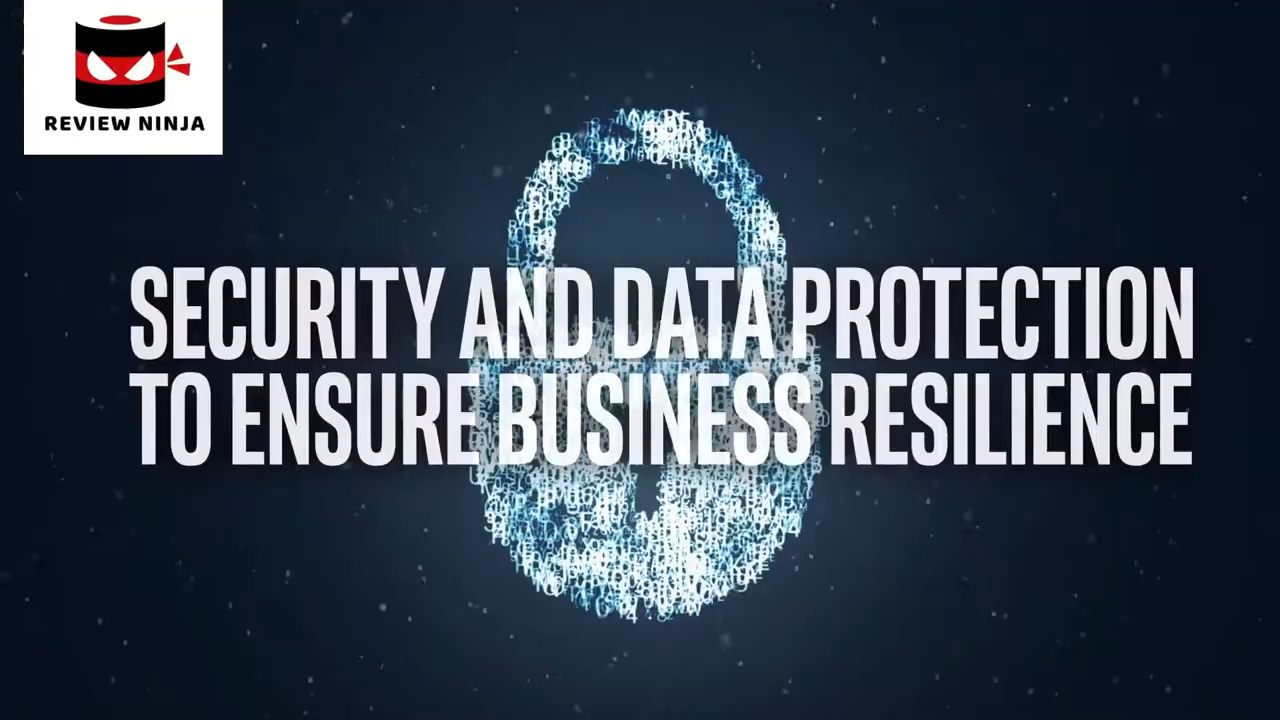 REVIEW NINJA
SECURITY AND DATA PROTECTION
TO ENSURE BUSINESS RESILIENCE